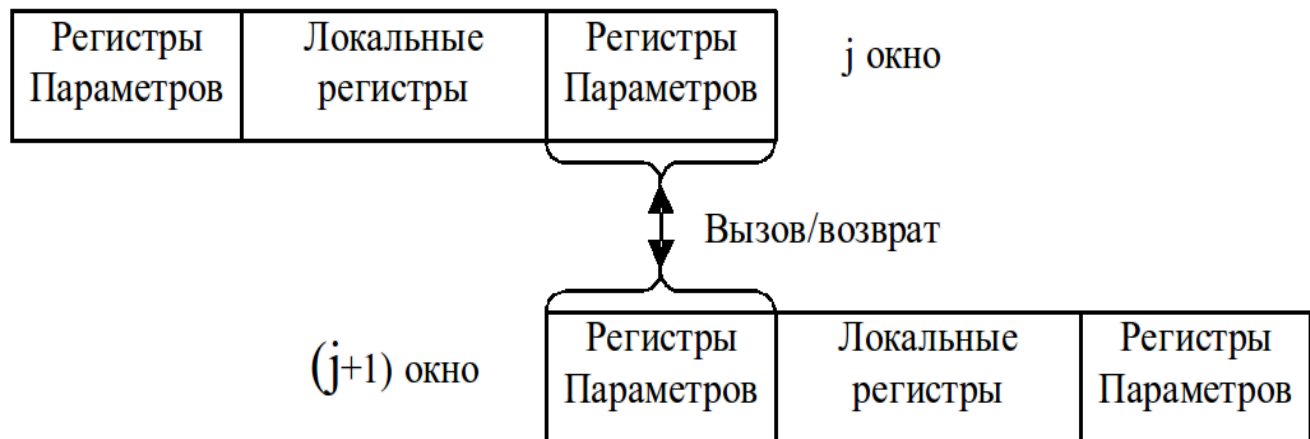 Регистры
Параметров
Локальные
регистры
Регистры
Параметров
j окно
Вызов/возврат
(j+1) окно
Регистры
Параметров
Локальные
регистры
Регистры
Параметров